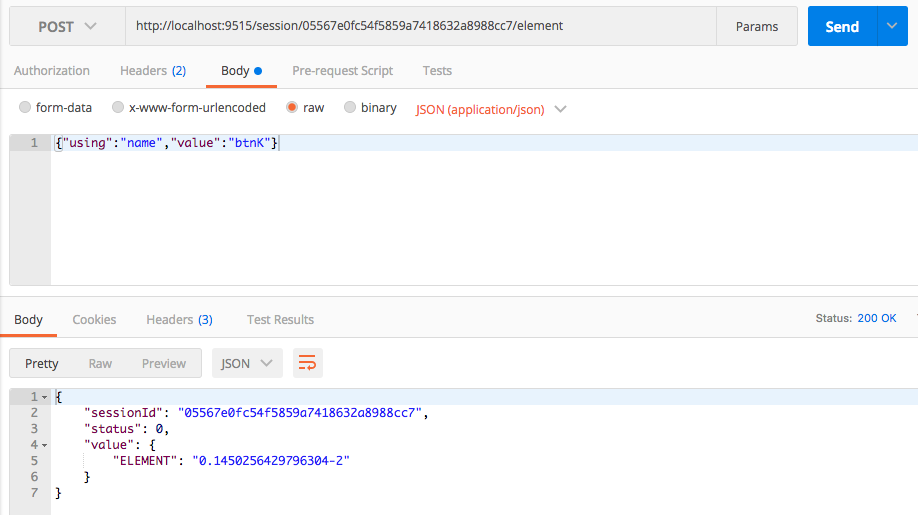 POST http://localhost:9515/session/05567e0fc54f5859a7418632a8988cc7/element Params Send
Authorization Headers (2) Body Pre-request Script Tests
form-data x-www-form-urlencoded raw binary JSON (application/json)
1 {"using":"name","value":"btnK"}
Body Cookies Headers (3) Test Results Status: 200 OK
Pretty Raw Preview JSON
1 {
2 "sessionId": "05567e0fc54f5859a7418632a8988cc7",
3 "status": 0,
4 "value": {
5 "ELEMENT": "0.1450256429796304-2"
6 }
7 }